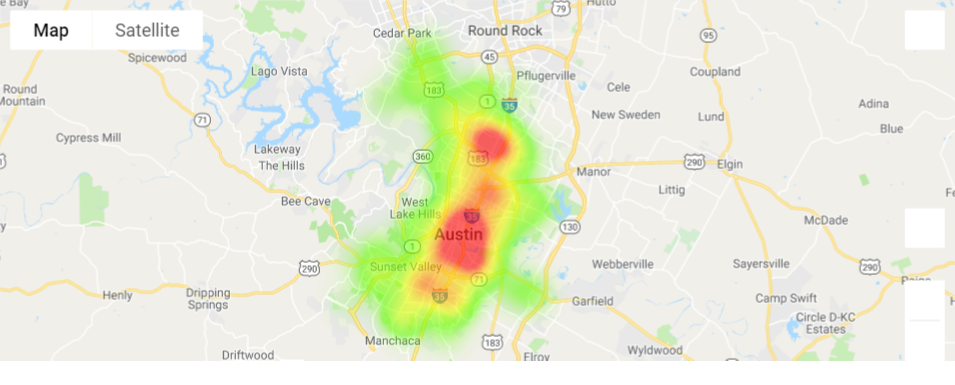 Hutto
79
Map
Satellite
Cedar Park
Round Rock
95
Spicewood
45
Lago Vista
Pflugerville
Coupland
Round
Mountain
183
Cele
1
35
Adina
New Sweden
Lund
71
Blue
Cypress Mill
Lakeway
The Hills
360
183
290
Elgin
Manor
Littig
Bee Cave
West
Lake Hills
35
McDade
130
Austin
1
290
Sunset Valley
Webberville
Sayersville
290
71
Henly
Dripping
Springs
35
Garfield
Camp Swift
Circle D-KC
Estates
Manchaca
183
Driftwood
Elroy
Wyldwood